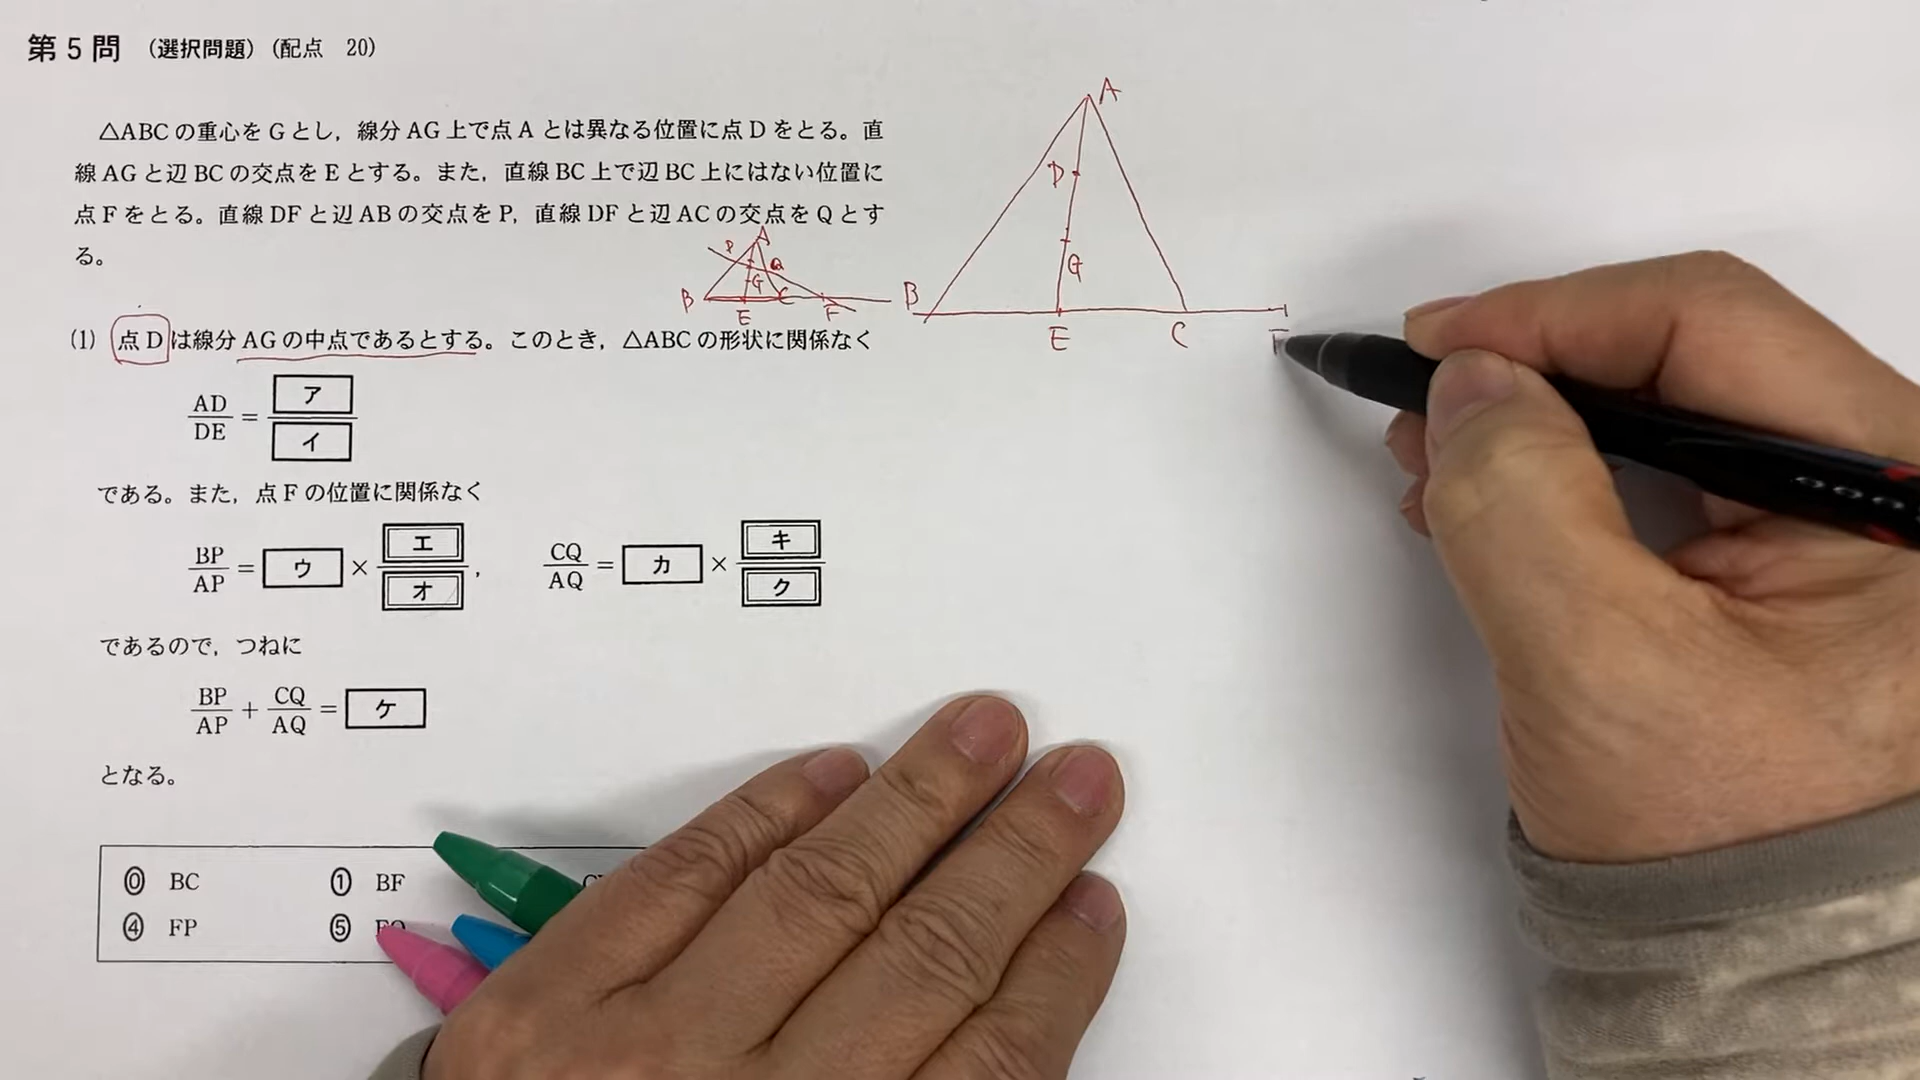 第5問 (選択問題)(配点 20)
△ABCの重心をGとし，線分AG上で点Aとは異なる位置に点Dをとる。直
線AGと辺BCの交点をEとする。また，直線BC上で辺BC上にはない位置に
点Fをとる。直線DFと辺ABの交点をP，直線DFと辺ACの交点をQとす
る。
A
P
Q
G
B
C
E
F
A
D
G
B
E
C
(1) 点Dは線分AGの中点であるとする。このとき，△ABCの形状に関係なく
AD/DE = ア/イ
である。また，点Fの位置に関係なく
BP/AP = ウ × エ/オ， CQ/AQ = カ × キ/ク
であるので，つねに
BP/AP + CQ/AQ = ケ
となる。
⓪ BC ① BF
④ FP ⑤